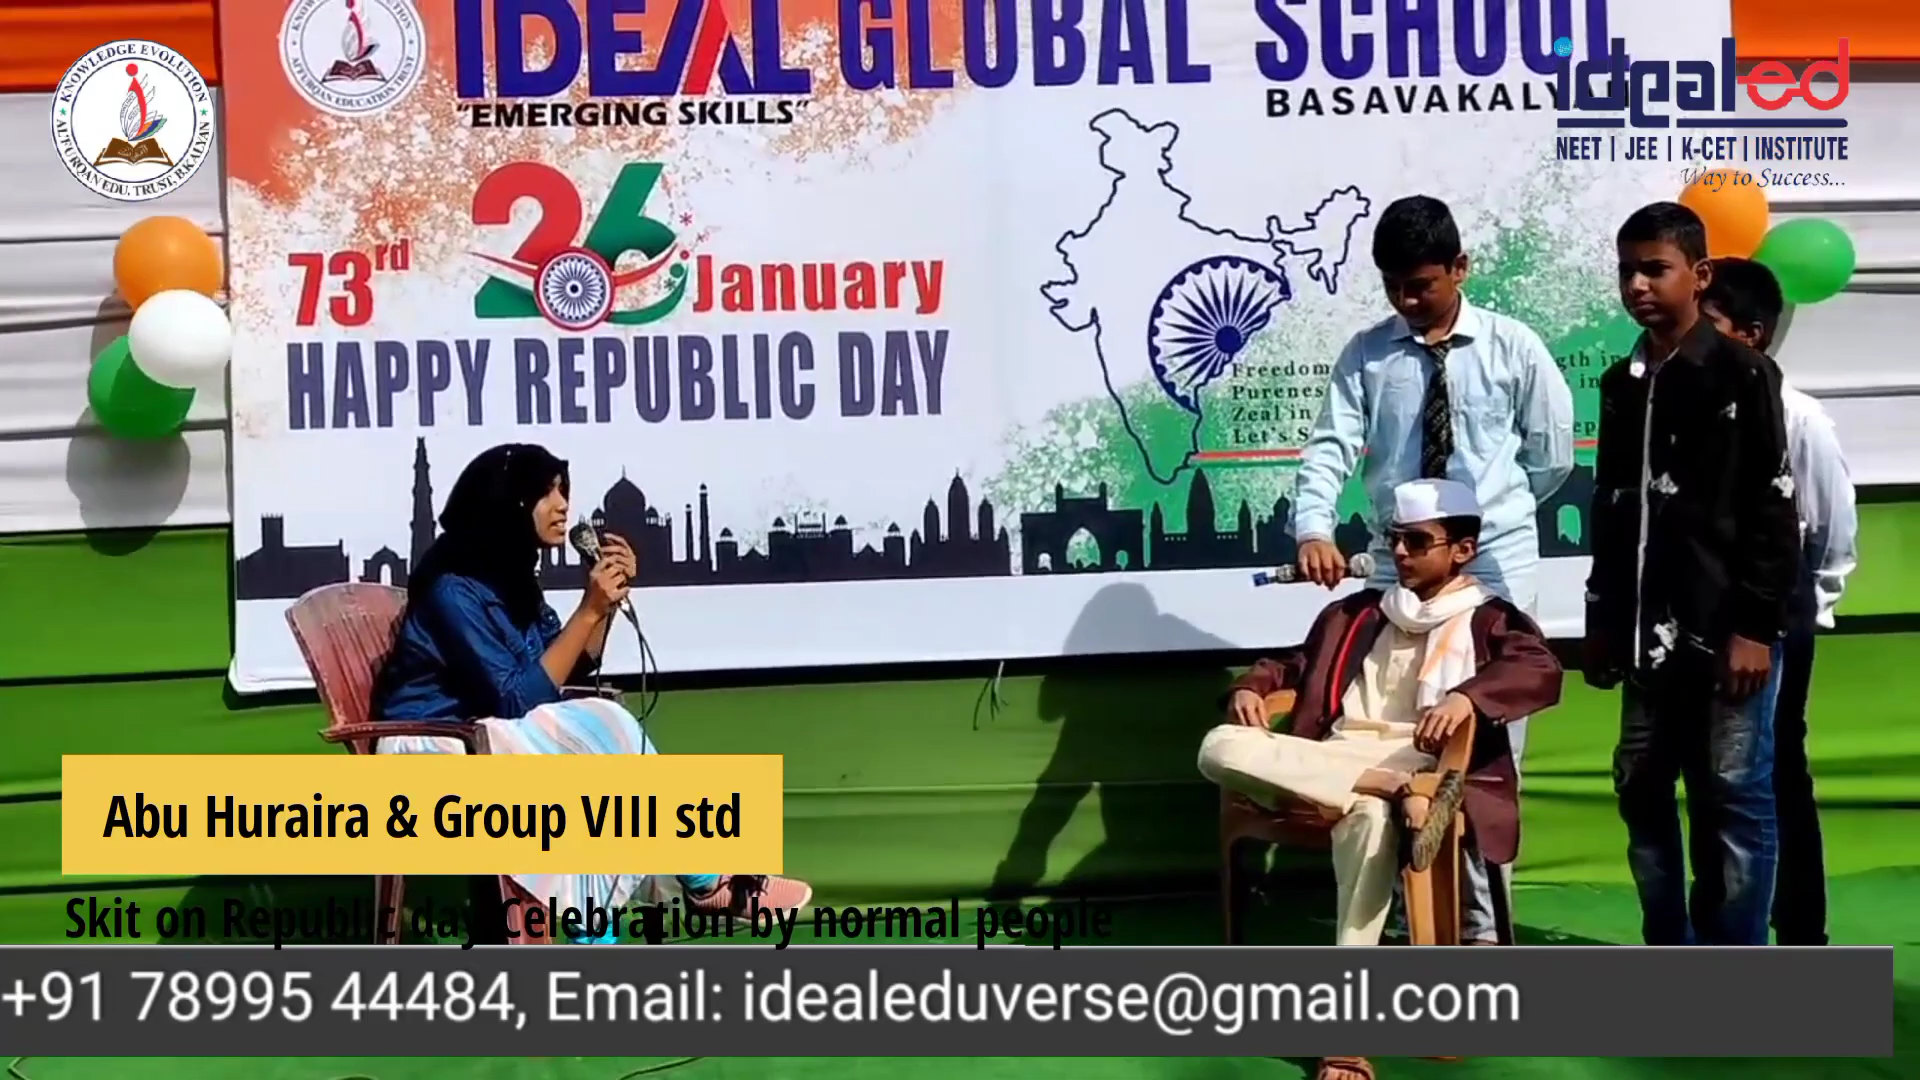 KNOWLEDGE EVOLUTION
AL-FURQAN EDU. TRUST, B.KALYAN
IDEAL GLOBAL SCHOOL
"EMERGING SKILLS"
BASAVAKALYAN
idealed
NEET | JEE | K-CET | INSTITUTE
Way to Success...
73rd 26 January
HAPPY REPUBLIC DAY
Freedom
Zeal in
Let's
Abu Huraira & Group VIII std
Skit on Republic day Celebration by normal people
+91 78995 44484, Email: idealeduverse@gmail.com